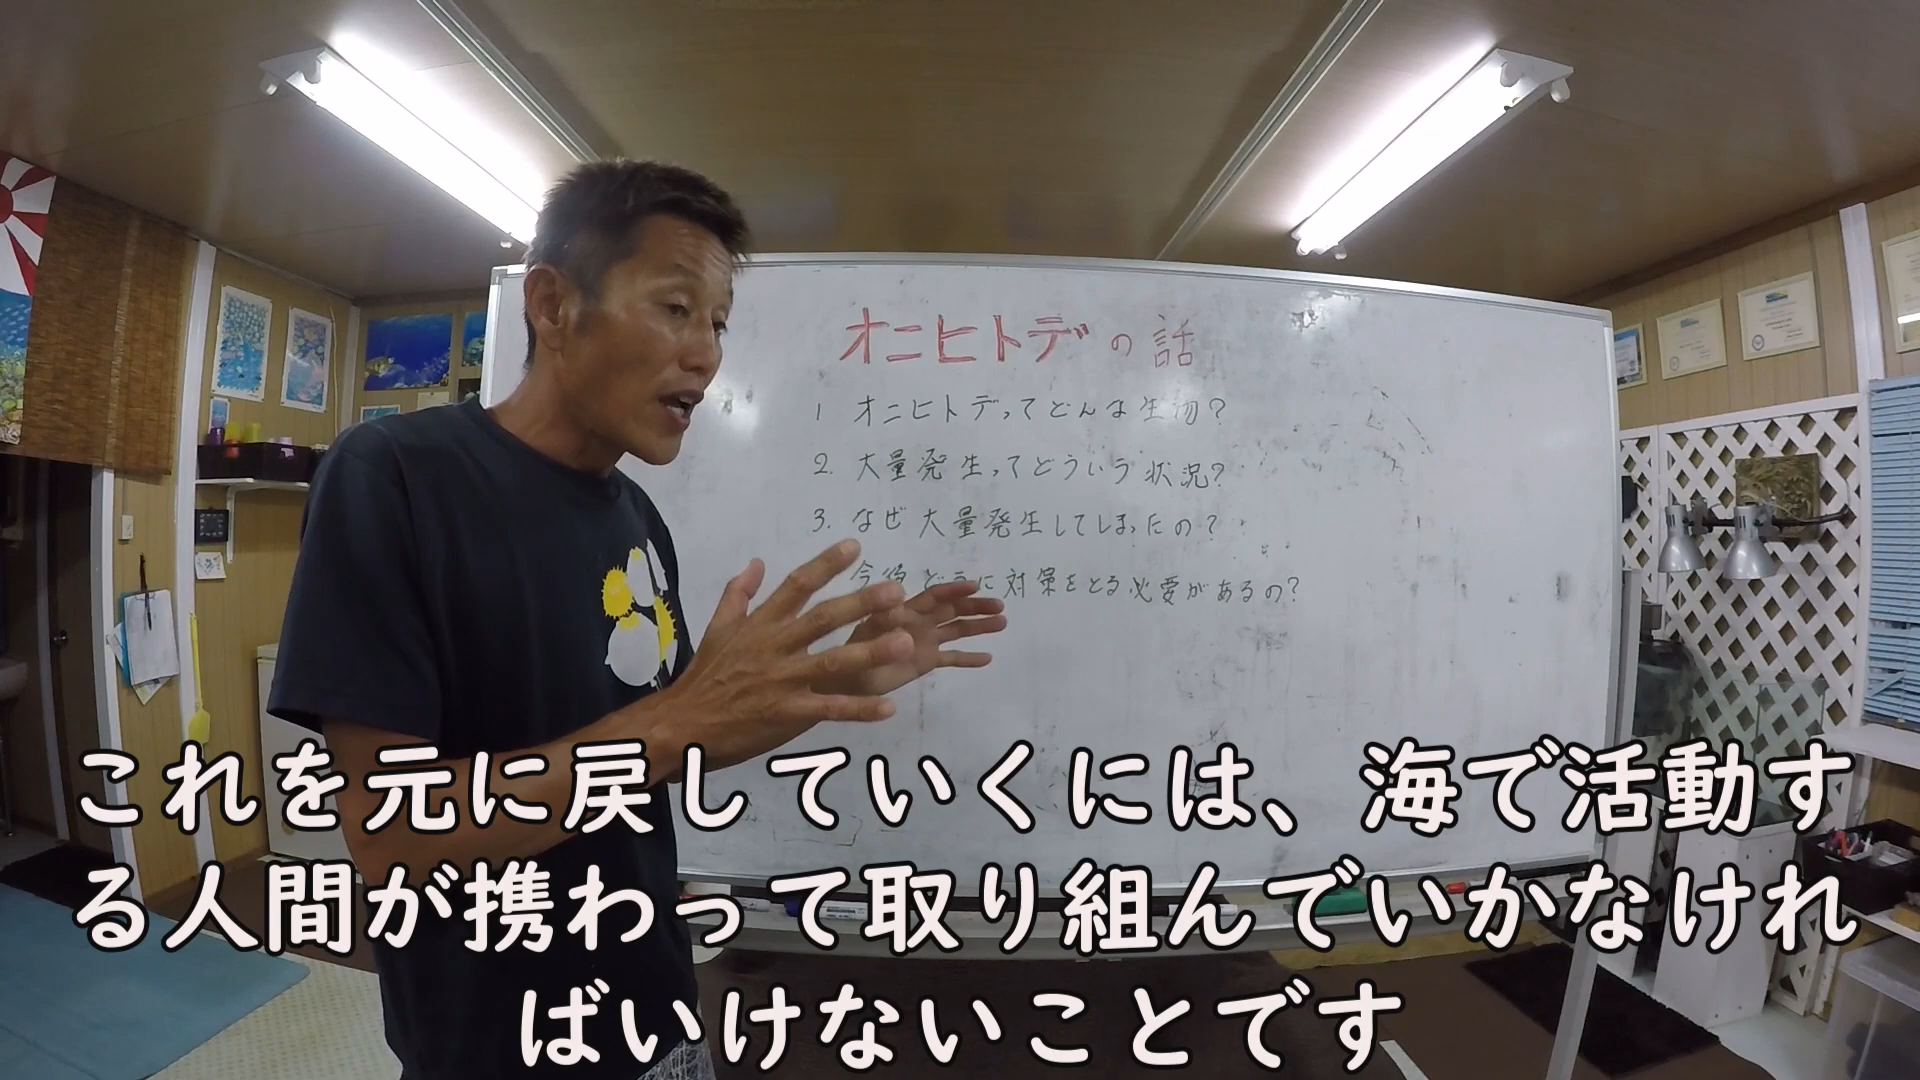 オニヒトデの話
1 オニヒトデってどんな生物?
2. 大量発生ってどういう状況?
3. なぜ大量発生してしまったの?
対策をとる必要があるの?
これを元に戻していくには、海で活動す
る人間が携わって取り組んでいかなけれ
ばいけないことです